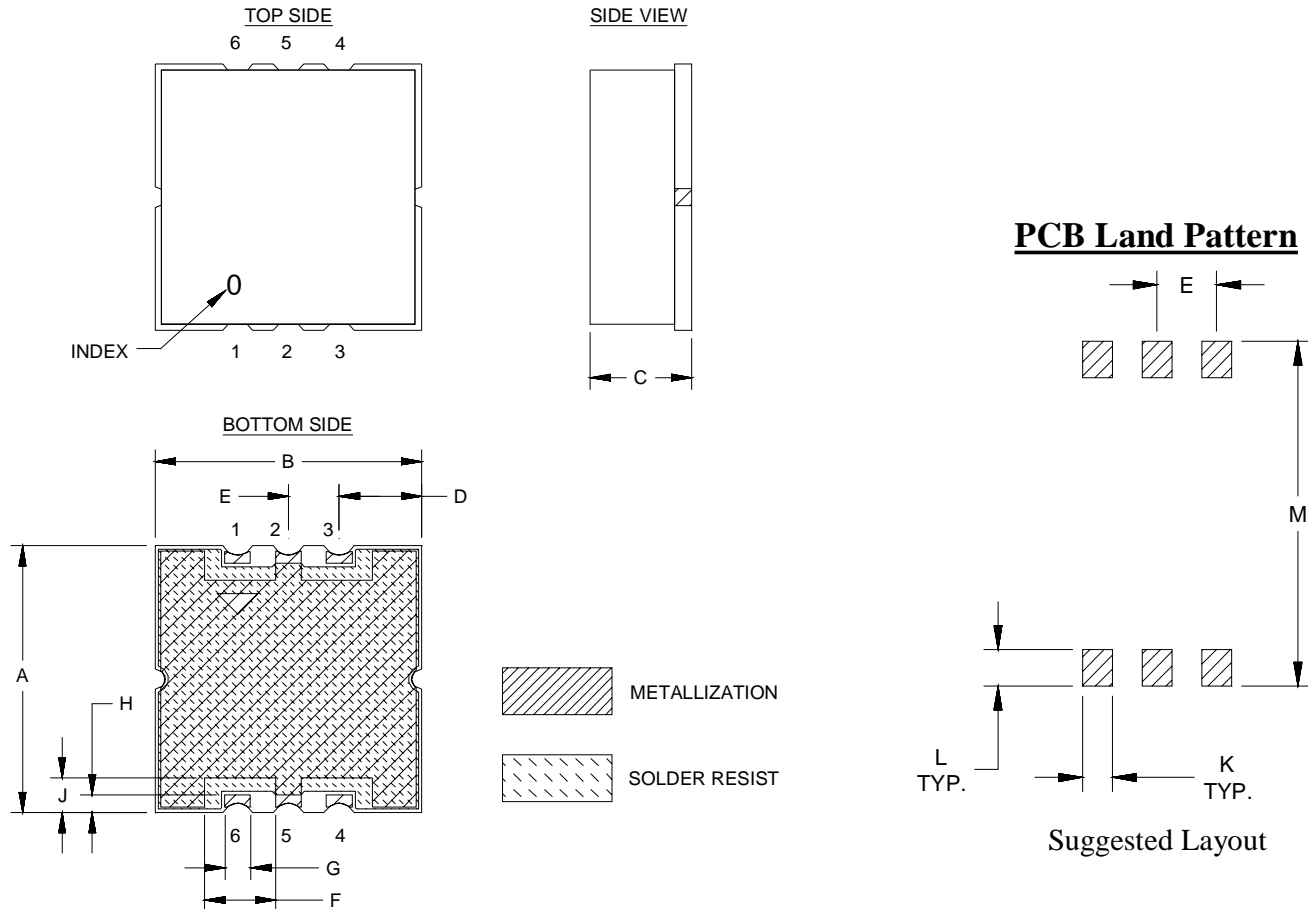 TOP SIDE
6 5 4
INDEX
0
1 2 3
SIDE VIEW
C
BOTTOM SIDE
B
E
D
1 2 3
A
H
J
6 5 4
G
F
METALLIZATION
SOLDER RESIST
PCB Land Pattern
E
M
L
TYP.
K
TYP.
Suggested Layout